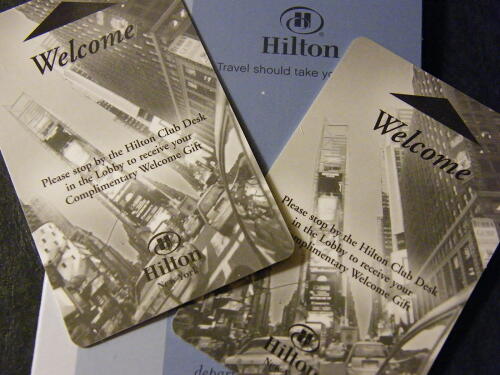 Welcome
Please stop by the Hilton Club Desk
in the Lobby to receive your
Complimentary Welcome Gift
Hilton
New York
Hilton
Travel should take
Welcome
Please stop by the Hilton Club Desk
in the Lobby to receive your
Complimentary Welcome Gift
Hilton